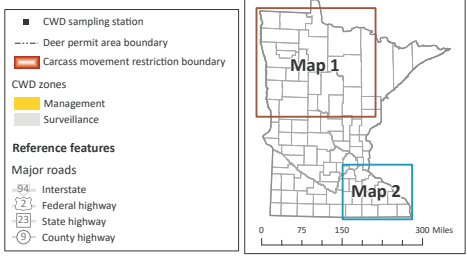 CWD sampling station
Deer permit area boundary
Carcass movement restriction boundary
CWD zones
Management
Surveillance
Reference features
Major roads
94 Interstate
2 Federal highway
23 State highway
9 County highway
Map 1
Map 2
0 75 150 300 Miles